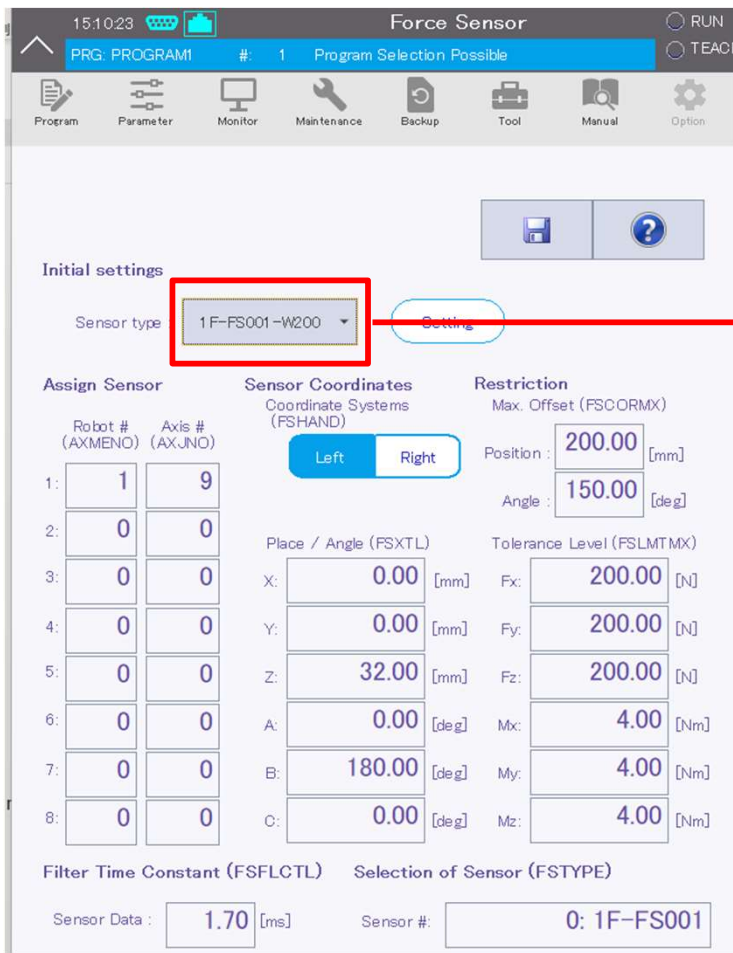 15:10:23 Force Sensor RUN
PRG: PROGRAM1 #: 1 Program Selection Possible TEACH
Program Parameter Monitor Maintenance Backup Tool Manual Option
Initial settings
Sensor type : 1F-FS001-W200 Setting
Assign Sensor Sensor Coordinates Restriction
Robot # (AXMENO) Axis # (AXJNO) Coordinate Systems (FSHAND) Max. Offset (FSCORMX)
Left Right Position : 200.00 [mm]
1: 1 9 Angle : 150.00 [deg]
2: 0 0 Place / Angle (FSXTL) Tolerance Level (FSLMTMX)
3: 0 0 X: 0.00 [mm] Fx: 200.00 [N]
4: 0 0 Y: 0.00 [mm] Fy: 200.00 [N]
5: 0 0 Z: 32.00 [mm] Fz: 200.00 [N]
6: 0 0 A: 0.00 [deg] Mx: 4.00 [Nm]
7: 0 0 B: 180.00 [deg] My: 4.00 [Nm]
8: 0 0 C: 0.00 [deg] Mz: 4.00 [Nm]
Filter Time Constant (FSFLCTL) Selection of Sensor (FSTYPE)
Sensor Data : 1.70 [ms] Sensor #: 0: 1F-FS001